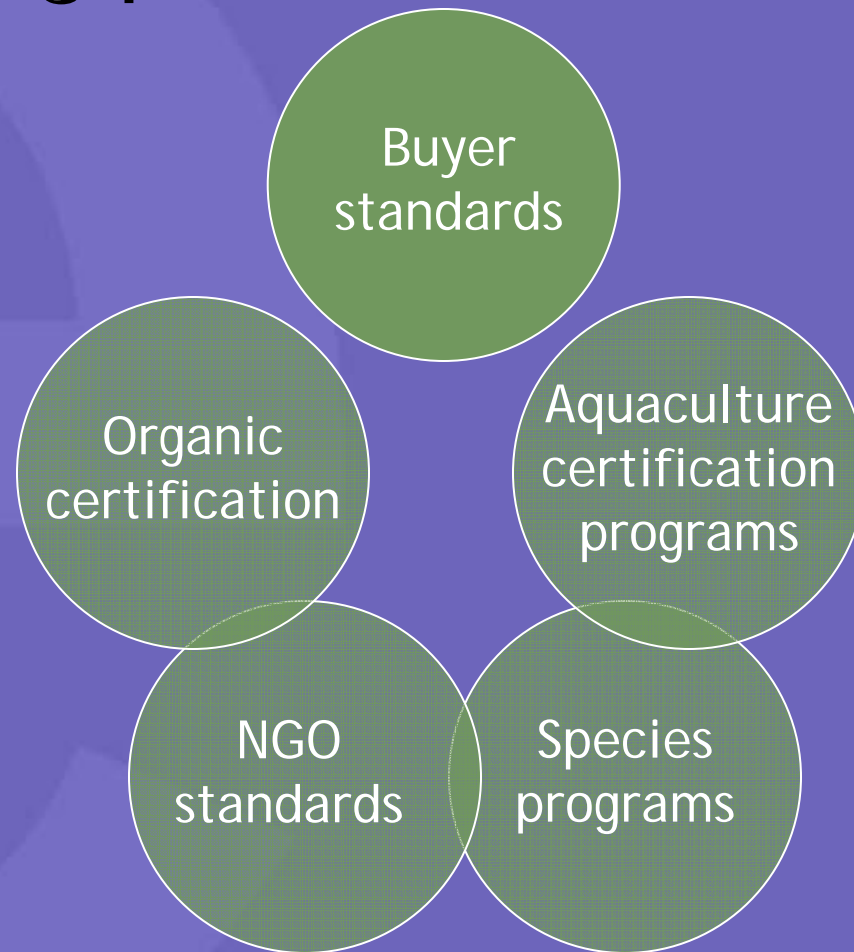 Buyer
standards
Organic
certification
Aquaculture
certification
programs
NGO
standards
Species
programs